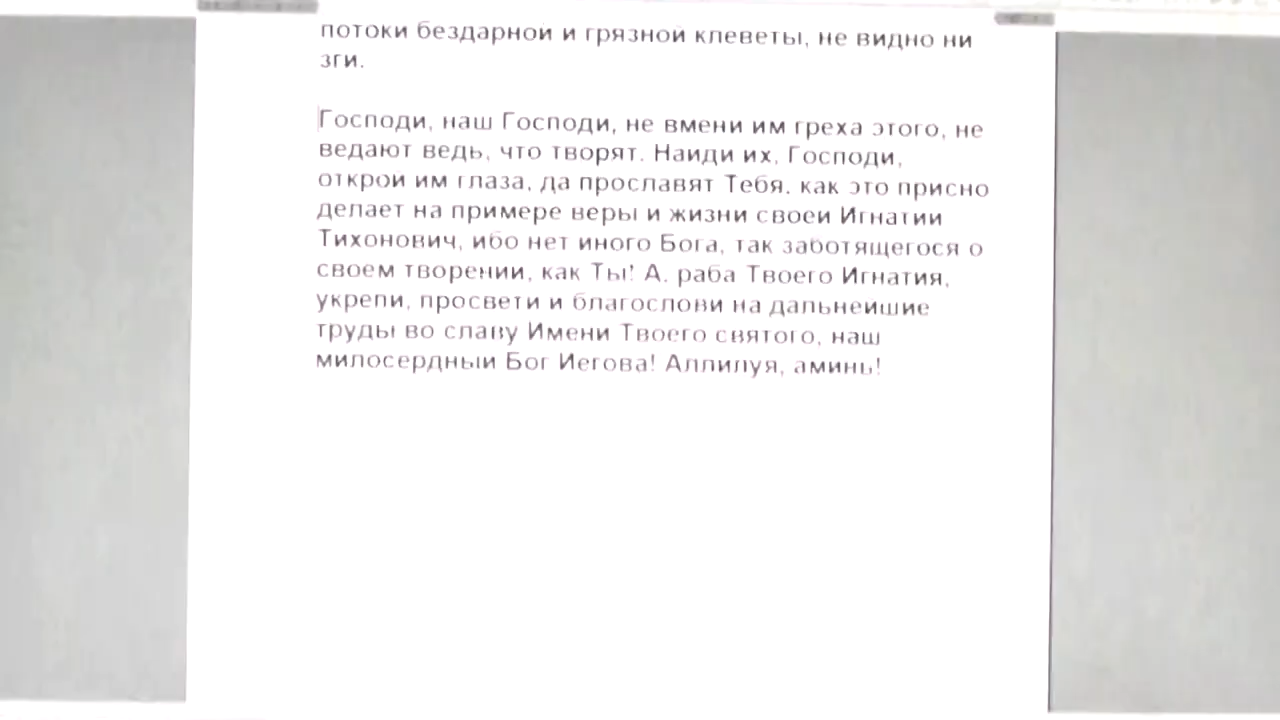 потоки бездарной и грязной клеветы, не видно ни
зги.
Господи, наш Господи, не вмени им греха этого, не
ведают ведь, что творят. Найди их, Господи,
открой им глаза, да прославят Тебя, как это присно
делает на примере веры и жизни своей Игнатий
Тихонович, ибо нет иного Бога, так заботящегося о
своем творении, как Ты! А, раба Твоего Игнатия,
укрепи, просвети и благослови на дальнейшие
труды во славу Имени Твоего святого, наш
милосердный Бог Иегова! Аллилуя, аминь!